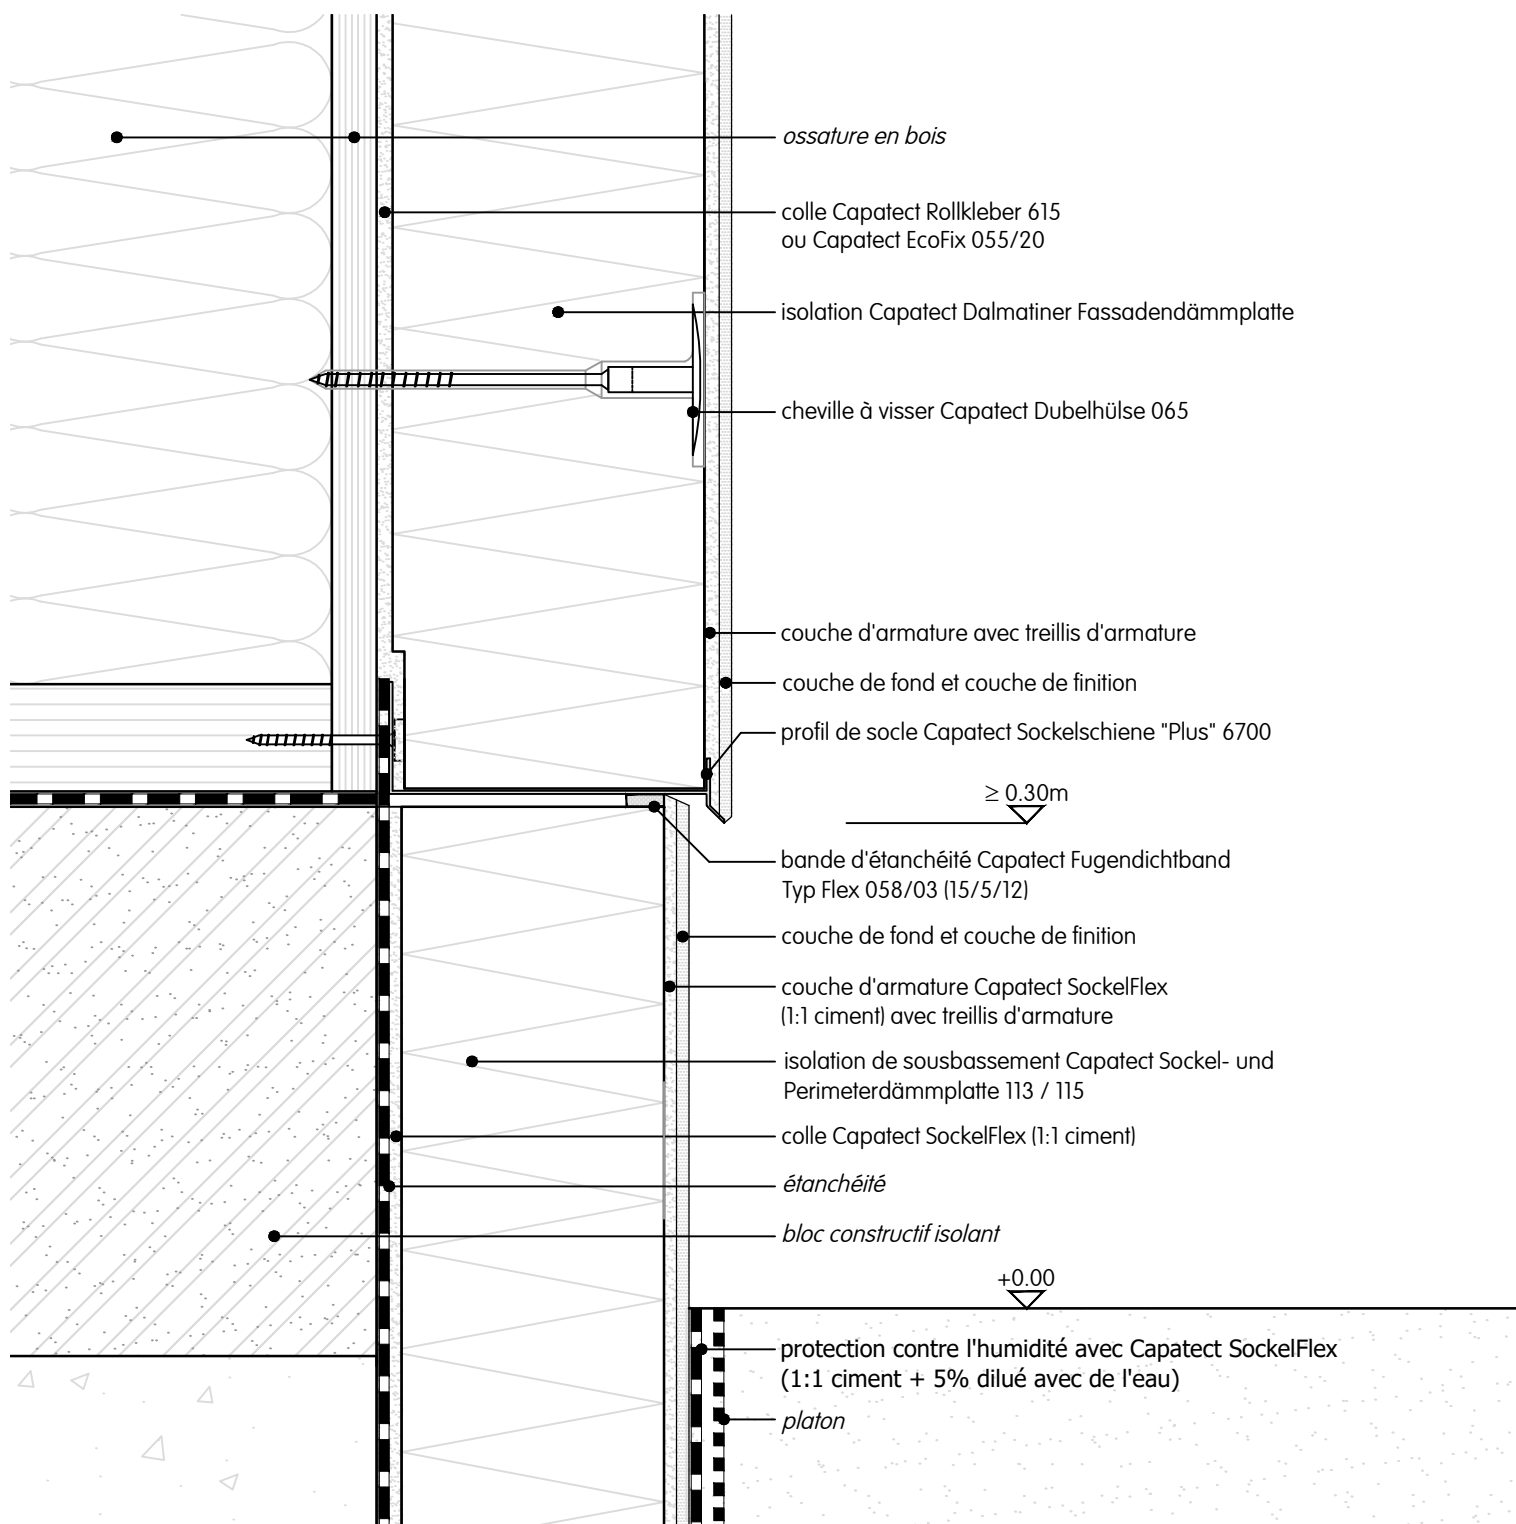 ossature en bois
colle Capatect Rollkleber 615
ou Capatect EcoFix 055/20
isolation Capatect Dalmatiner Fassadendämmplatte
cheville à visser Capatect Dubelhülse 065
couche d'armature avec treillis d'armature
couche de fond et couche de finition
profil de socle Capatect Sockelschiene "Plus" 6700
≥ 0.30m
bande d'étanchéité Capatect Fugendichtband
Typ Flex 058/03 (15/5/12)
couche de fond et couche de finition
couche d'armature Capatect SockelFlex
(1:1 ciment) avec treillis d'armature
isolation de sousbassement Capatect Sockel- und
Perimeterdämmplatte 113 / 115
colle Capatect SockelFlex (1:1 ciment)
étanchéité
bloc constructif isolant
+0.00
protection contre l'humidité avec Capatect SockelFlex
(1:1 ciment + 5% dilué avec de l'eau)
platon